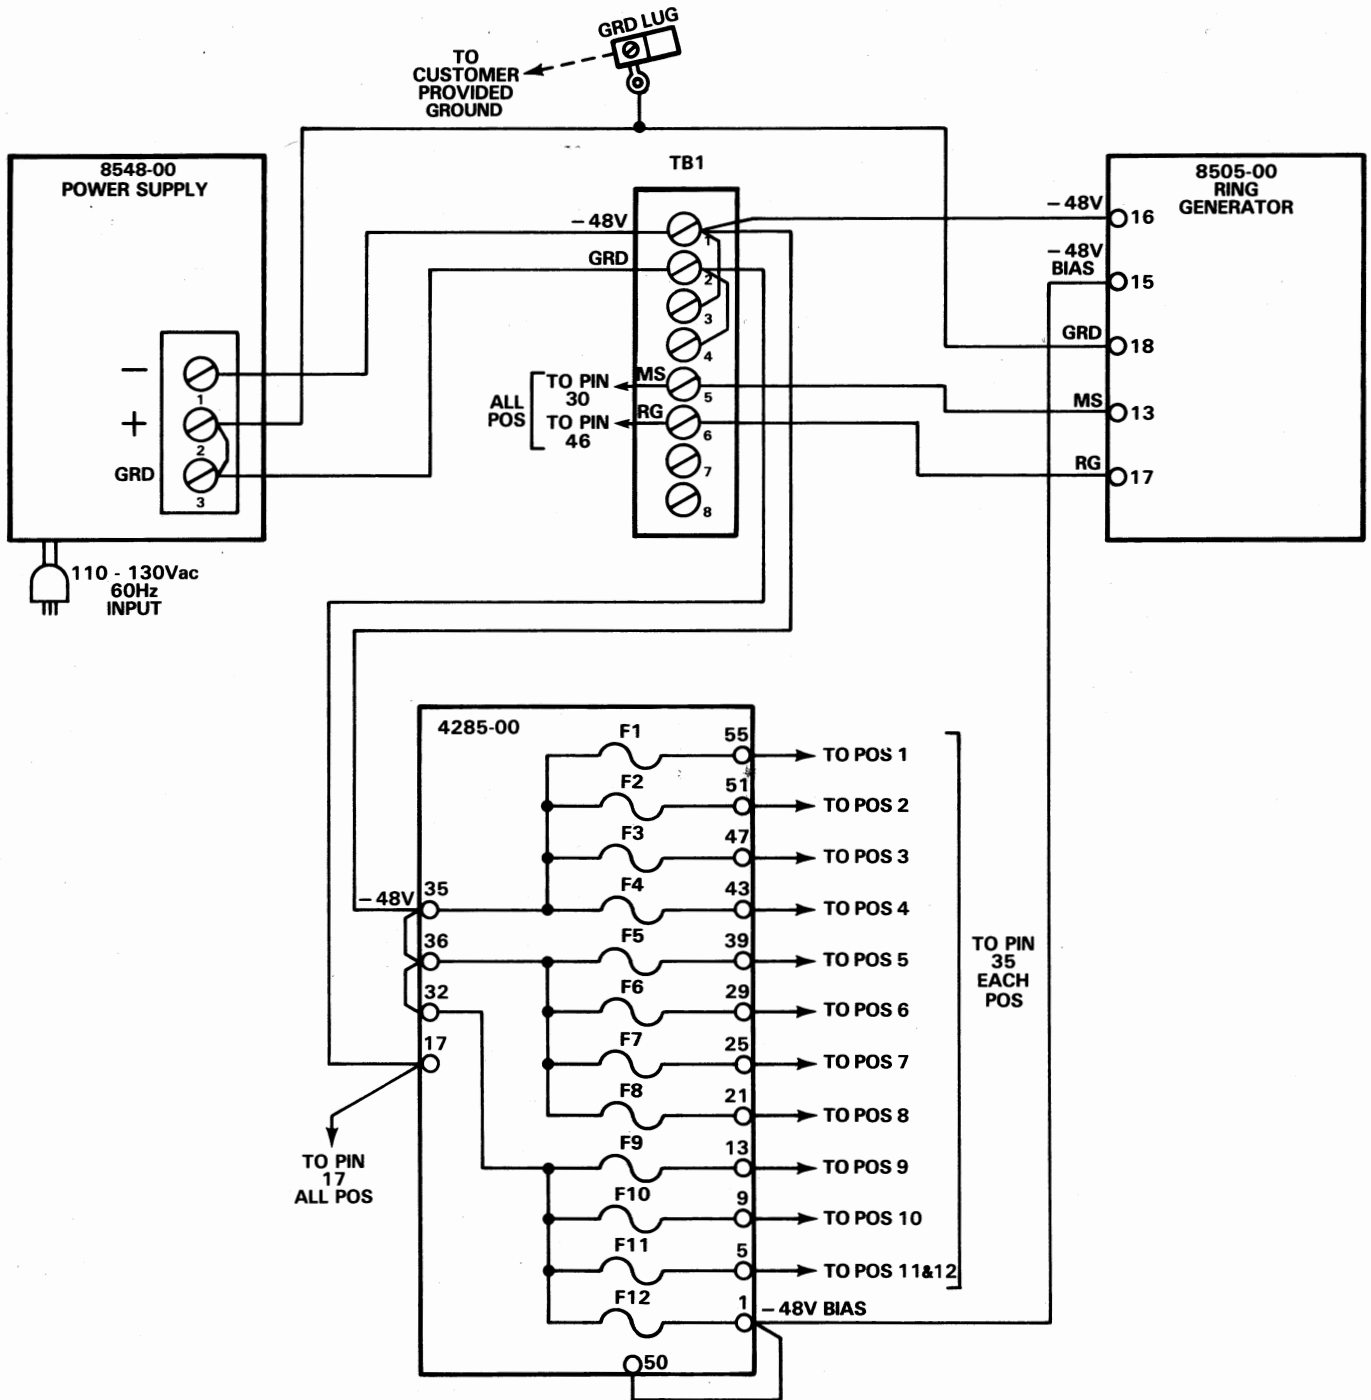 GRD LUG
TO
CUSTOMER
PROVIDED
GROUND
8548-00
POWER SUPPLY
TB1
8505-00
RING
GENERATOR
– 48V
GRD
1
2
3
4
5
6
7
8
– 48V
16
– 48V
BIAS
15
GRD
18
MS
13
RG
17
–
1
+
2
GRD
3
ALL
POS
TO PIN
30
TO PIN
46
MS
RG
110 - 130Vac
60Hz
INPUT
4285-00
F1
55
TO POS 1
F2
51
TO POS 2
F3
47
TO POS 3
– 48V
35
F4
43
TO POS 4
36
F5
39
TO POS 5
32
F6
29
TO POS 6
17
F7
25
TO POS 7
F8
21
TO POS 8
F9
13
TO POS 9
F10
9
TO POS 10
F11
5
TO POS 11&12
F12
1
– 48V BIAS
50
TO PIN
35
EACH
POS
TO PIN
17
ALL POS